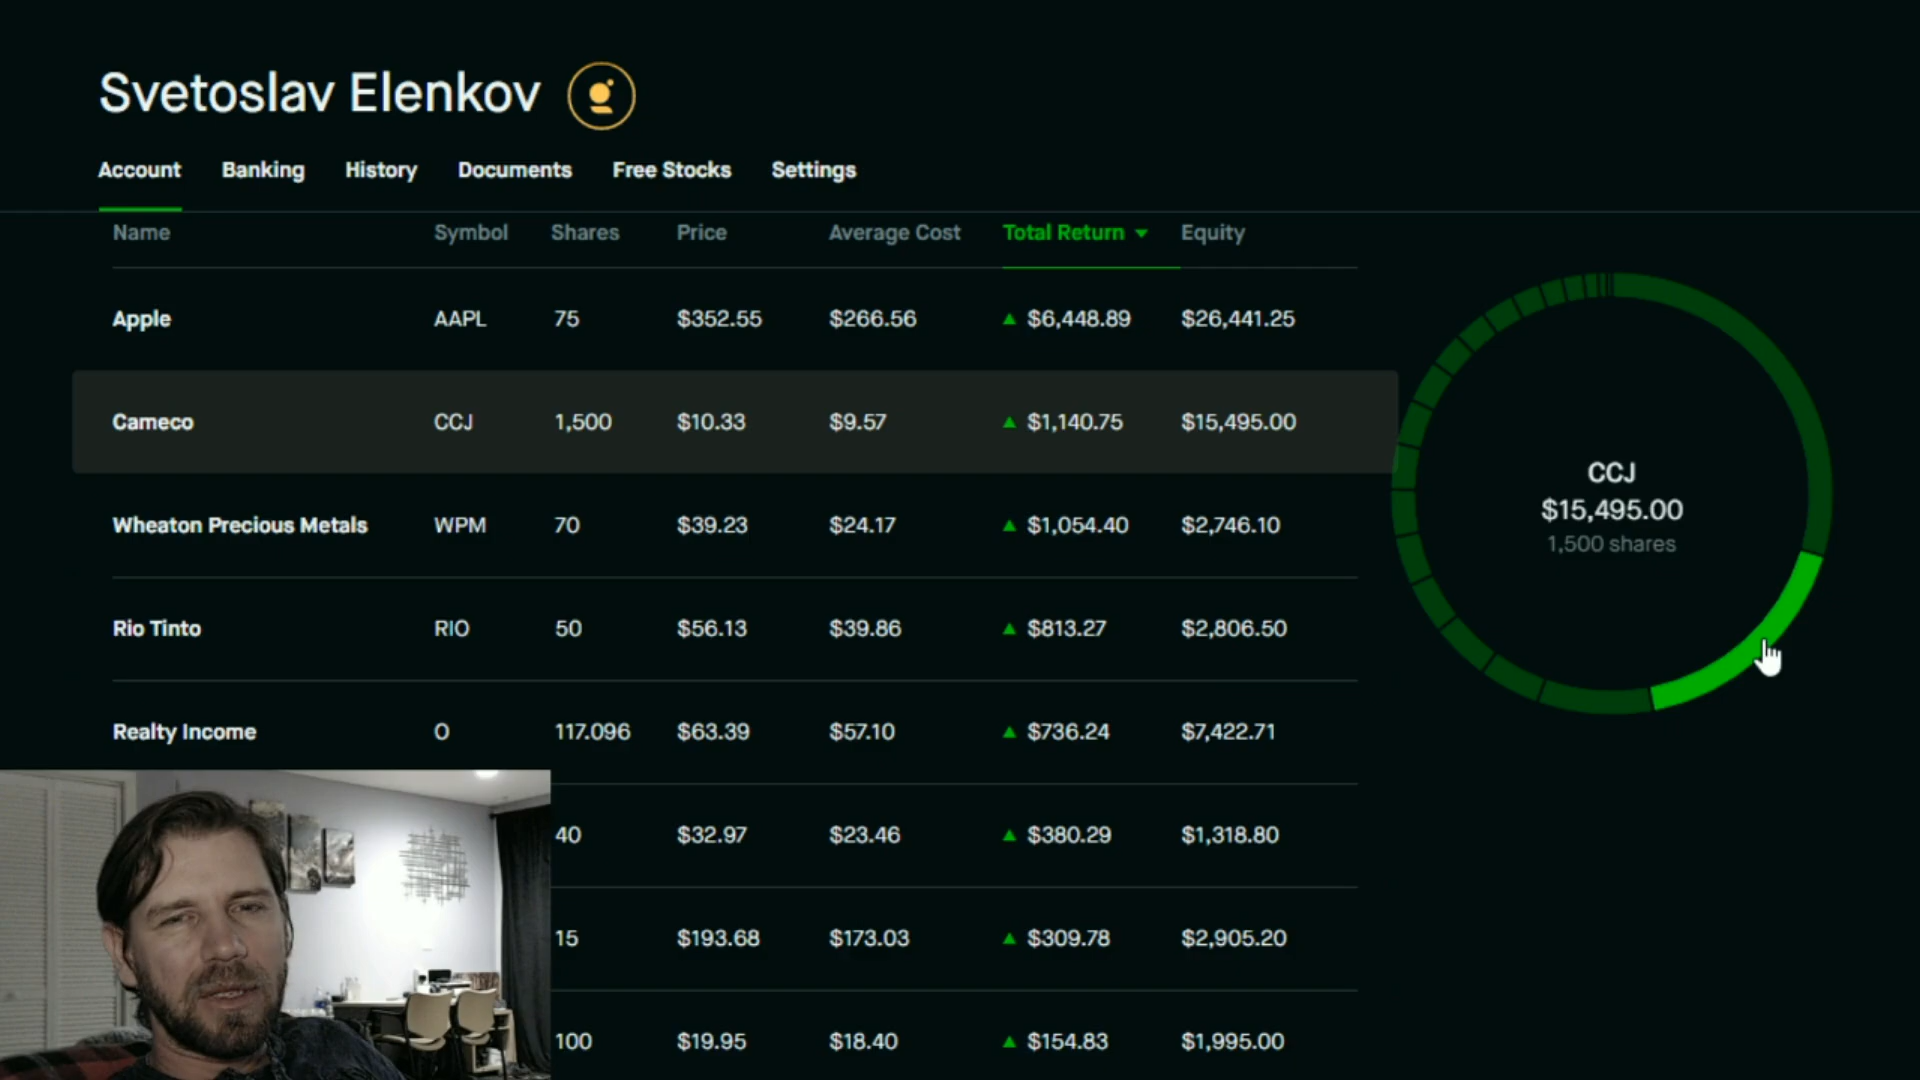 Svetoslav Elenkov
Account Banking History Documents Free Stocks Settings
Name Symbol Shares Price Average Cost Total Return Equity
Apple AAPL 75 $352.55 $266.56 $6,448.89 $26,441.25
Cameco CCJ 1,500 $10.33 $9.57 $1,140.75 $15,495.00
Wheaton Precious Metals WPM 70 $39.23 $24.17 $1,054.40 $2,746.10
Rio Tinto RIO 50 $56.13 $39.86 $813.27 $2,806.50
Realty Income O 117.096 $63.39 $57.10 $736.24 $7,422.71
40 $32.97 $23.46 $380.29 $1,318.80
15 $193.68 $173.03 $309.78 $2,905.20
100 $19.95 $18.40 $154.83 $1,995.00
CCJ
$15,495.00
1,500 shares